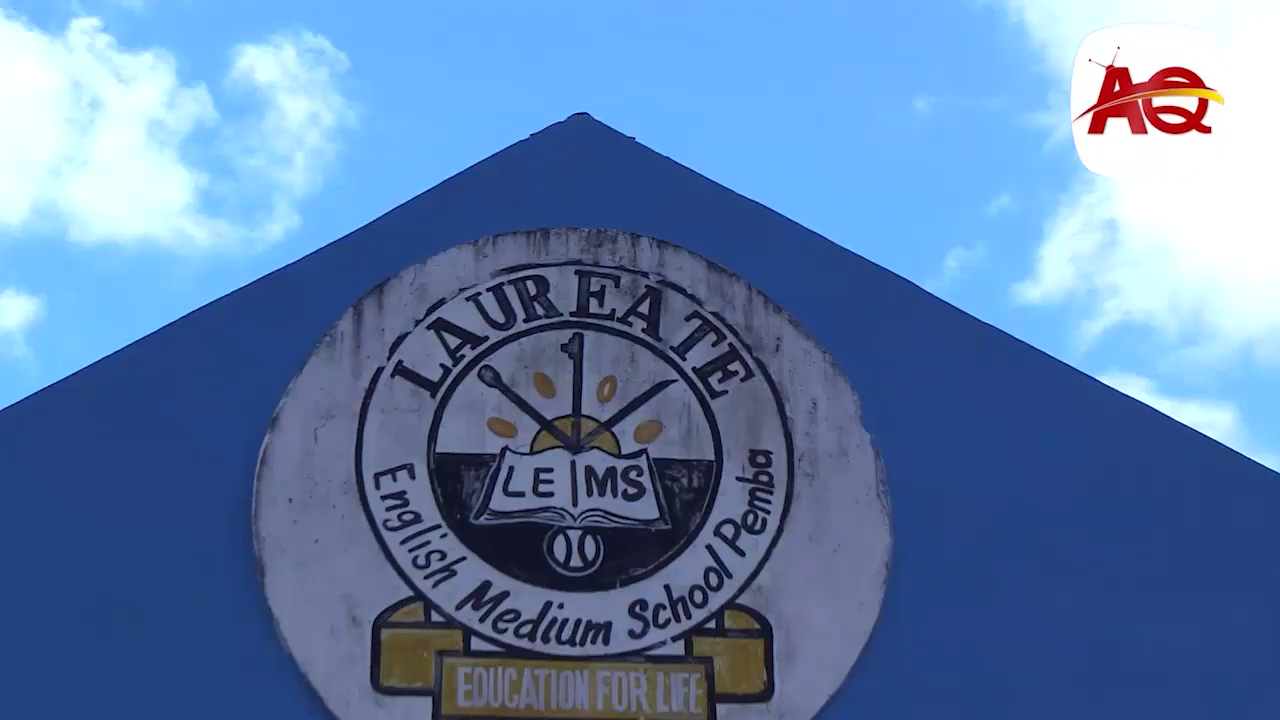 AQ
LAUREATE
LE MS
English Medium School/Pemba
EDUCATION FOR LIFE